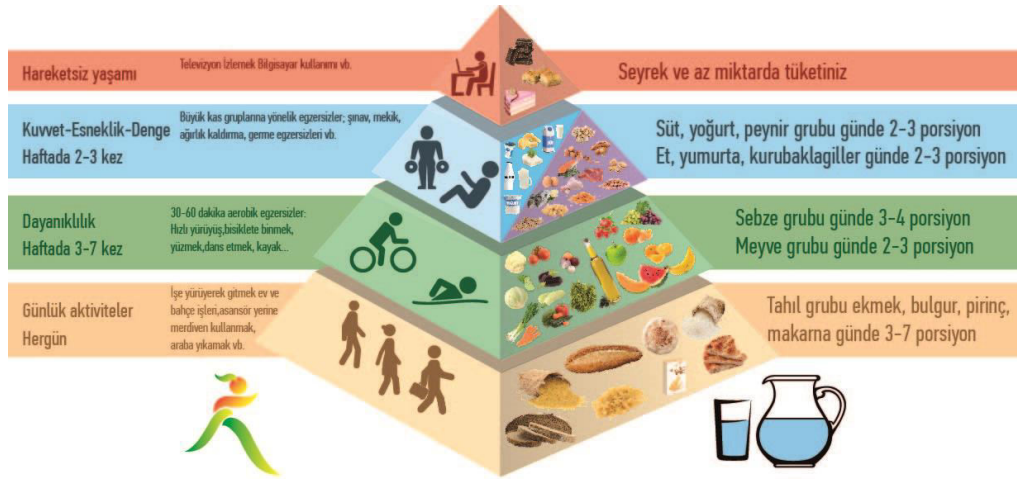 Hareketsiz yaşamı
Televizyon İzlemek Bilgisayar kullanımı vb.
Seyrek ve az miktarda tüketiniz
Kuvvet-Esneklik-Denge
Haftada 2-3 kez
Büyük kas gruplarına yönelik egzersizler; şınav, mekik,
ağırlık kaldırma, germe egzersizleri vb.
Süt, yoğurt, peynir grubu günde 2-3 porsiyon
Et, yumurta, kurubaklagiller günde 2-3 porsiyon
Dayanıklılık
Haftada 3-7 kez
30-60 dakika aerobik egzersizler:
Hızlı yürüyüş,bisiklete binmek,
yüzmek,dans etmek, kayak...
Sebze grubu günde 3-4 porsiyon
Meyve grubu günde 2-3 porsiyon
Günlük aktiviteler
Hergün
İşe yürüyerek gitmek ev ve
bahçe işleri,asansör yerine
merdiven kullanmak,
araba yıkamak vb.
Tahıl grubu ekmek, bulgur, pirinç,
makarna günde 3-7 porsiyon